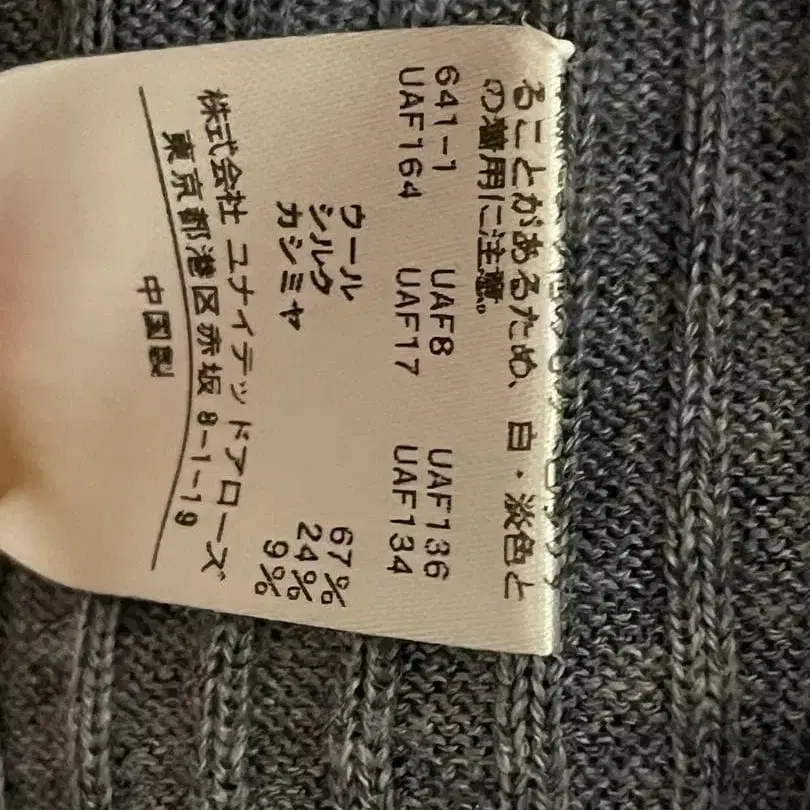 ることがあるため、白・淡色と
の着用に注意。
641-1 UAF8 UAF136
UAF164 UAF17 UAF134
ウール 67%
シルク 24%
カシミヤ 9%
株式会社 ユナイテッドアローズ
東京都港区赤坂 8-1-19
中国製